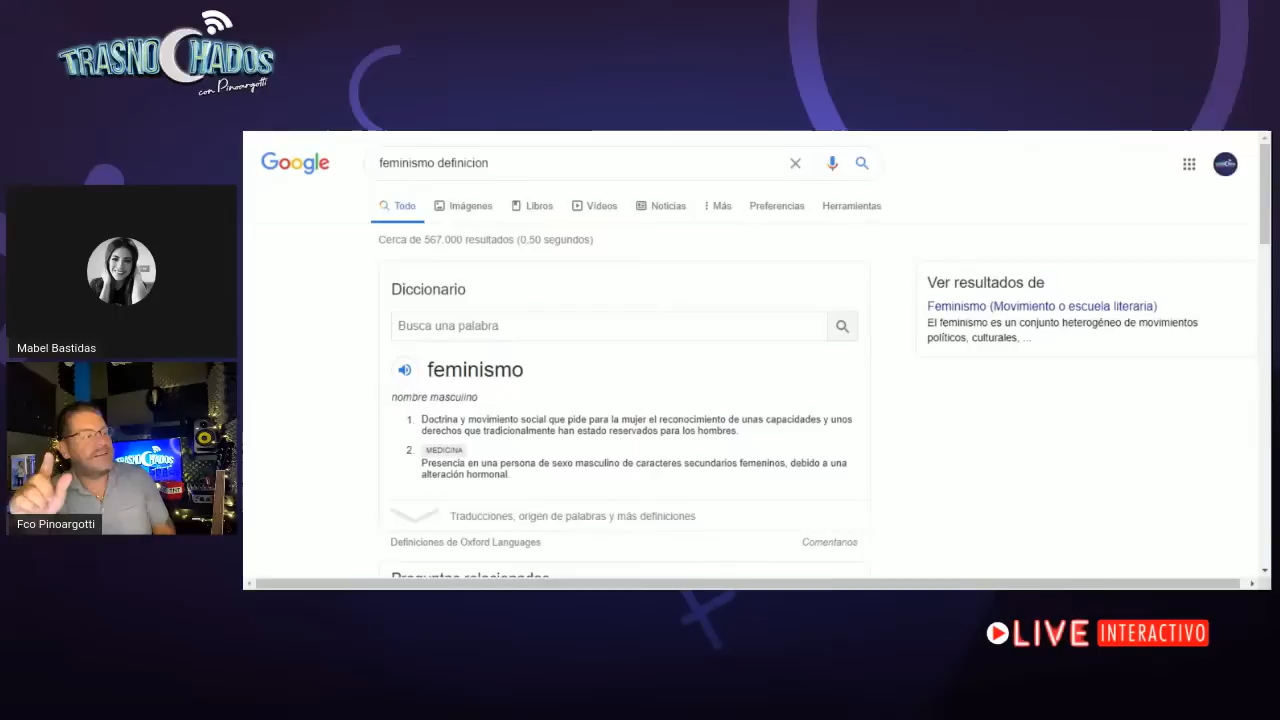 TRASNOCHADOS
con Pinoargotti
Google
feminismo definicion
Todo
Imágenes
Libros
Vídeos
Noticias
Más
Preferencias
Herramientas
Cerca de 567.000 resultados (0,50 segundos)
Diccionario
Busca una palabra
feminismo
nombre masculino
1. Doctrina y movimiento social que pide para la mujer el reconocimiento de unas capacidades y unos
derechos que tradicionalmente han estado reservados para los hombres.
2. MEDICINA
Presencia en una persona de sexo masculino de caracteres secundarios femeninos, debido a una
alteración hormonal.
Traducciones, origen de palabras y más definiciones
Definiciones de Oxford Languages
Comentarios
Preguntas relacionadas
Ver resultados de
Feminismo (Movimiento o escuela literaria)
El feminismo es un conjunto heterogéneo de movimientos
políticos, culturales, ...
Mabel Bastidas
TRASNOCHADOS
Fco Pinoargotti
LIVE INTERACTIVO